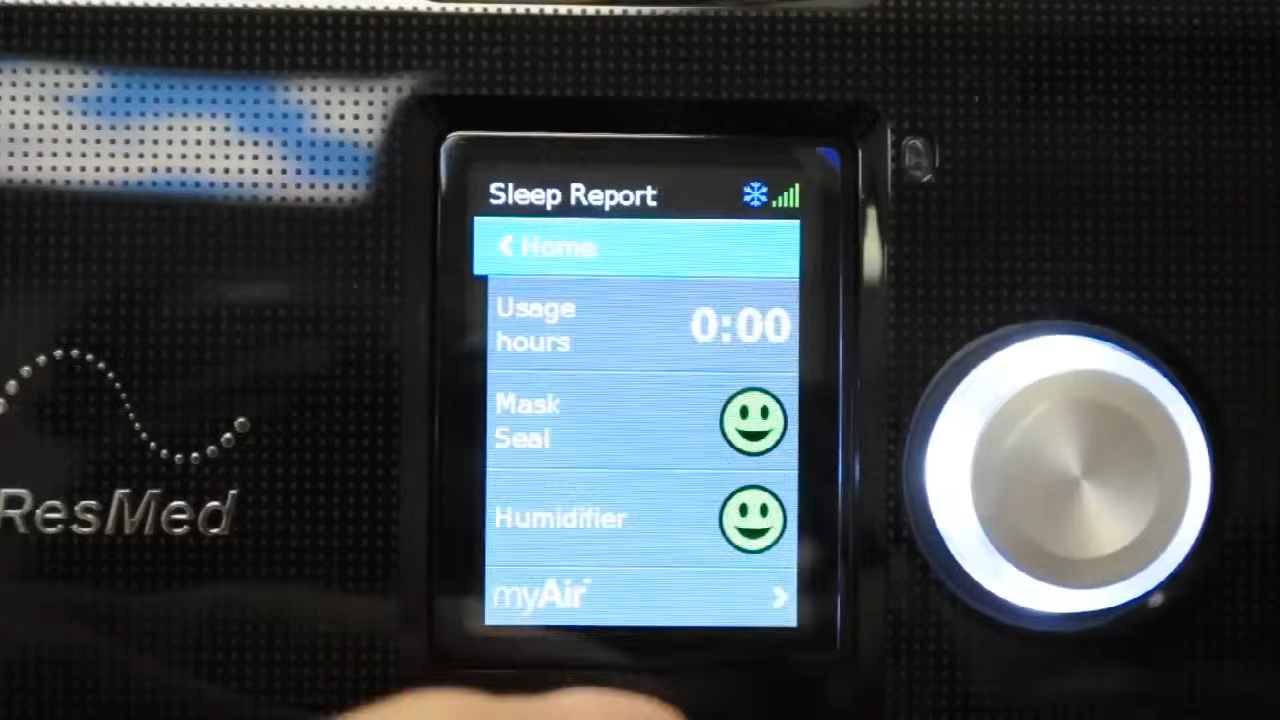 Sleep Report
Home
Usage
hours
0:00
Mask
Seal
Humidifier
myAir
ResMed